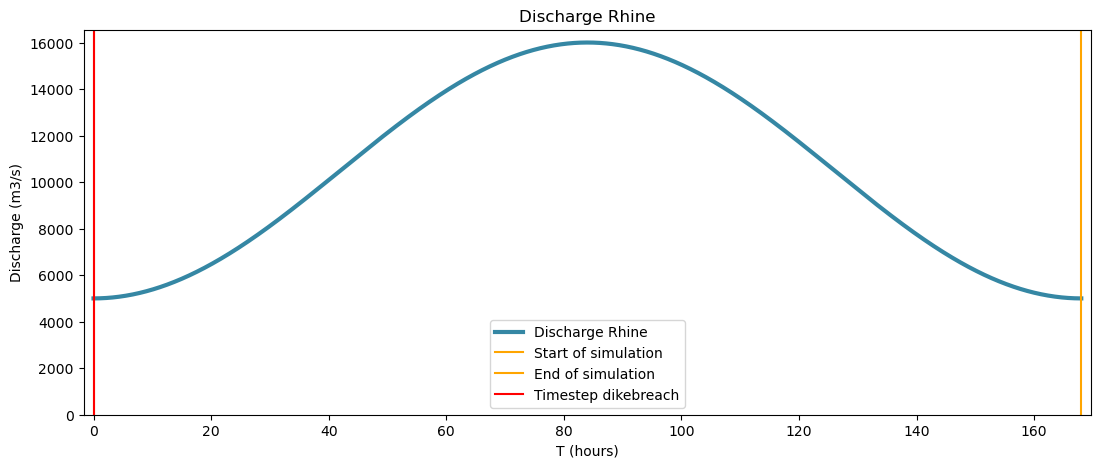 Discharge Rhine
16000
14000
12000
10000
8000
6000
4000
2000
0
Discharge (m3/s)
Discharge Rhine
Start of simulation
End of simulation
Timestep dikebreach
0 20 40 60 80 100 120 140 160
T (hours)